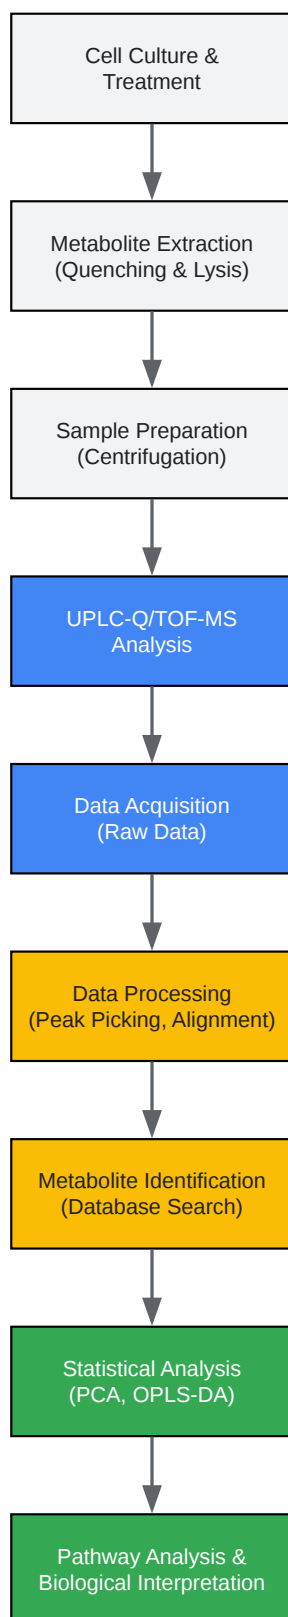 Cell Culture &
Treatment
Metabolite Extraction
(Quenching & Lysis)
Sample Preparation
(Centrifugation)
UPLC-Q/TOF-MS
Analysis
Data Acquisition
(Raw Data)
Data Processing
(Peak Picking, Alignment)
Metabolite Identification
(Database Search)
Statistical Analysis
(PCA, OPLS-DA)
Pathway Analysis &
Biological Interpretation